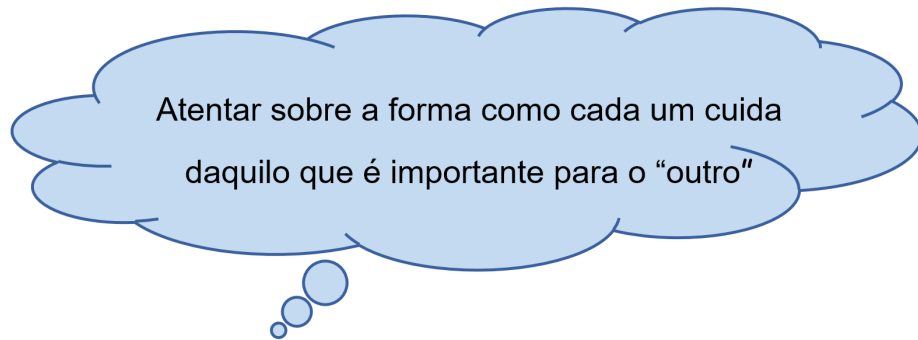 Atentar sobre a forma como cada um cuida
daquilo que é importante para o “outro”